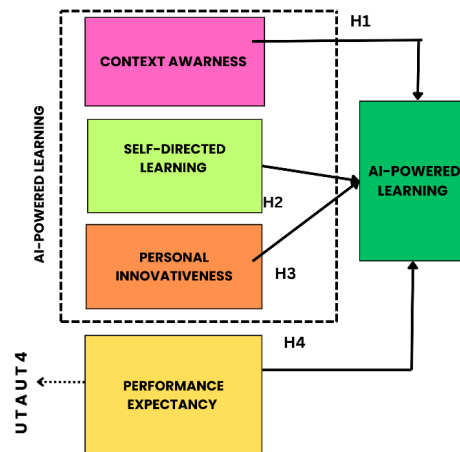 H1
CONTEXT AWARNESS
AI-POWERED LEARNING
SELF-DIRECTED
LEARNING
AI-POWERED
LEARNING
H2
PERSONAL
INNOVATIVENESS
H3
H4
UTAUT4
PERFORMANCE
EXPECTANCY